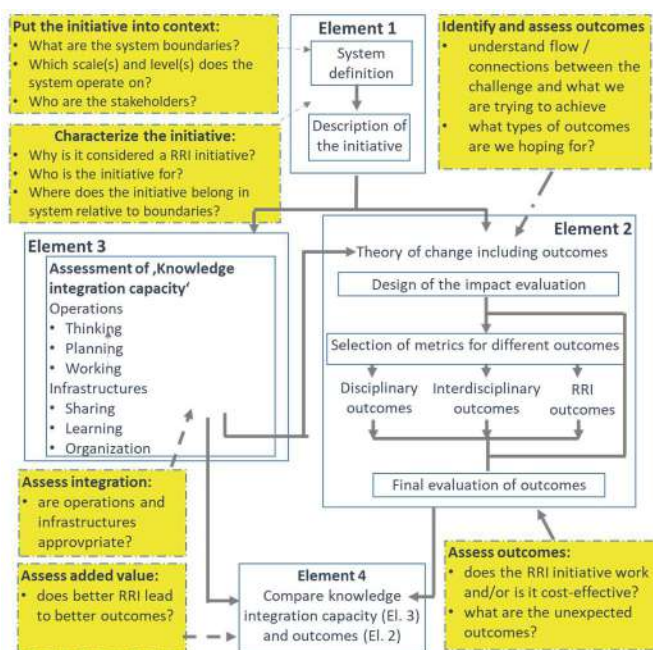 Put the initiative into context:
• What are the system boundaries?
• Which scale(s) and level(s) does the
system operate on?
• Who are the stakeholders?
Characterize the initiative:
• Why is it considered a RRI initiative?
• Who is the initiative for?
• Where does the initiative belong in
system relative to boundaries?
Element 1
System
definition
Description of
the initiative
Identify and assess outcomes
• understand flow /
connections between the
challenge and what we
are trying to achieve
• what types of outcomes
are we hoping for?
Element 3
Assessment of ‚Knowledge
integration capacity‘
Operations
• Thinking
• Planning
• Working
Infrastructures
• Sharing
• Learning
• Organization
Element 2
Theory of change including outcomes
Design of the impact evaluation
Selection of metrics for different outcomes
Disciplinary
outcomes
Interdisciplinary
outcomes
RRI
outcomes
Final evaluation of outcomes
Assess integration:
• are operations and
infrastructures
approvpriate?
Assess added value:
• does better RRI lead
to better outcomes?
Element 4
Compare knowledge
integration capacity (El. 3)
and outcomes (El. 2)
Assess outcomes:
• does the RRI initiative work
and/or is it cost-effective?
• what are the unexpected
outcomes?